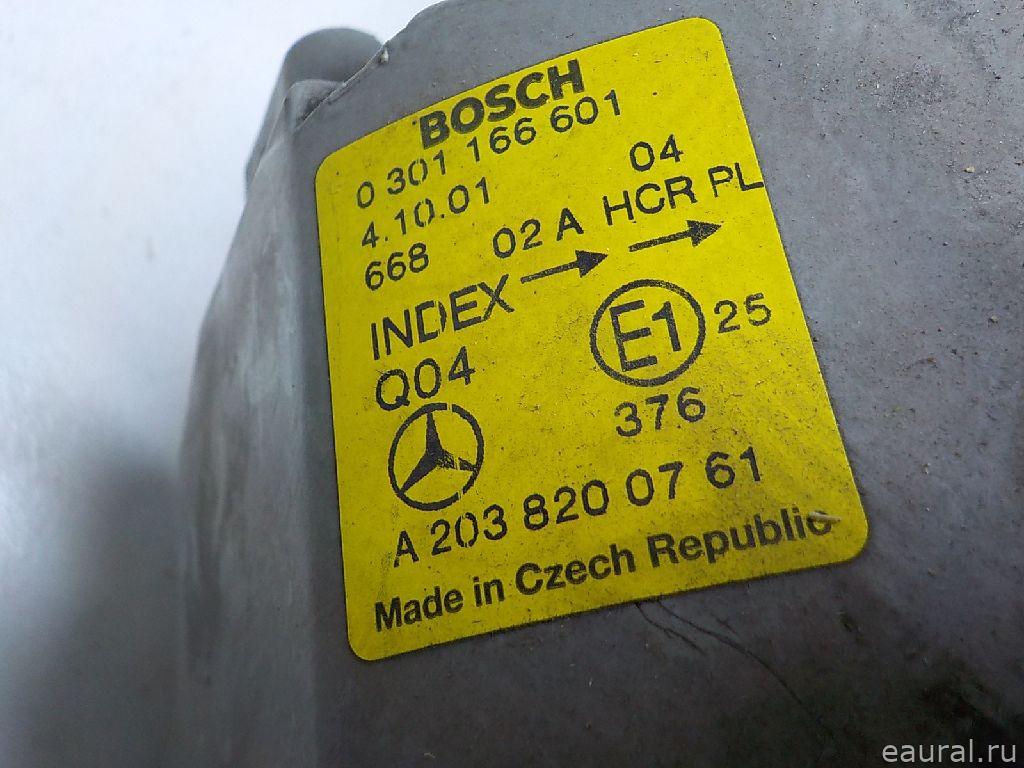 BOSCH
0 301 166 601
4.10.01 04
668 02 A HCR PL
INDEX
Q04 E1 25
376
A 203 820 07 61
Made in Czech Republic
eaural.ru